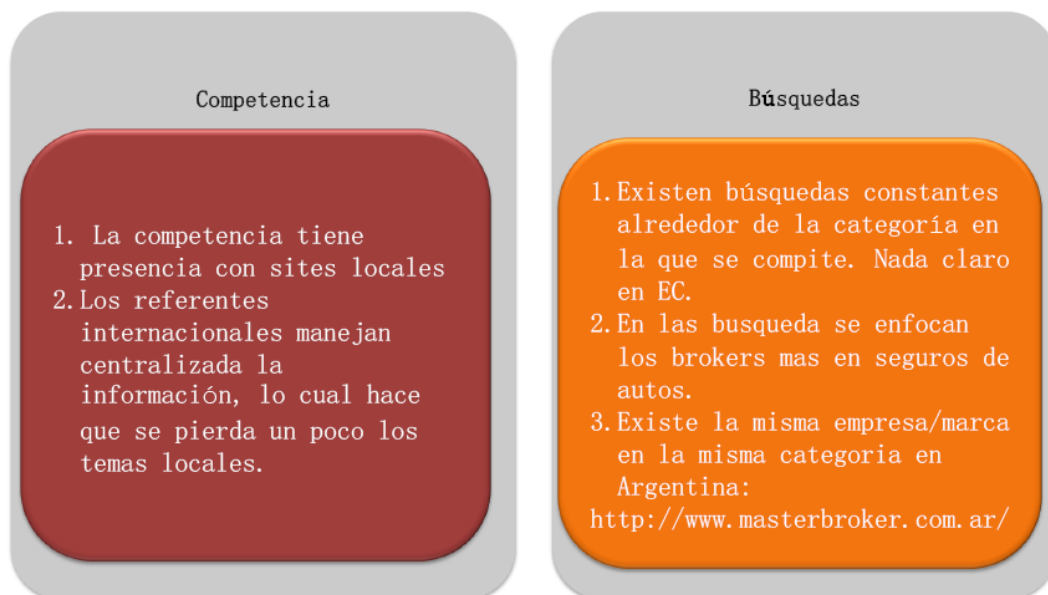 Competencia
1. La competencia tiene
presencia con sites locales
2. Los referentes
internacionales manejan
centralizada la
información, lo cual hace
que se pierda un poco los
temas locales.
Búsquedas
1. Existen búsquedas constantes
alrededor de la categoría en
la que se compite. Nada claro
en EC.
2. En las busqueda se enfocan
los brokers mas en seguros de
autos.
3. Existe la misma empresa/marca
en la misma categoria en
Argentina:
http://www.masterbroker.com.ar/